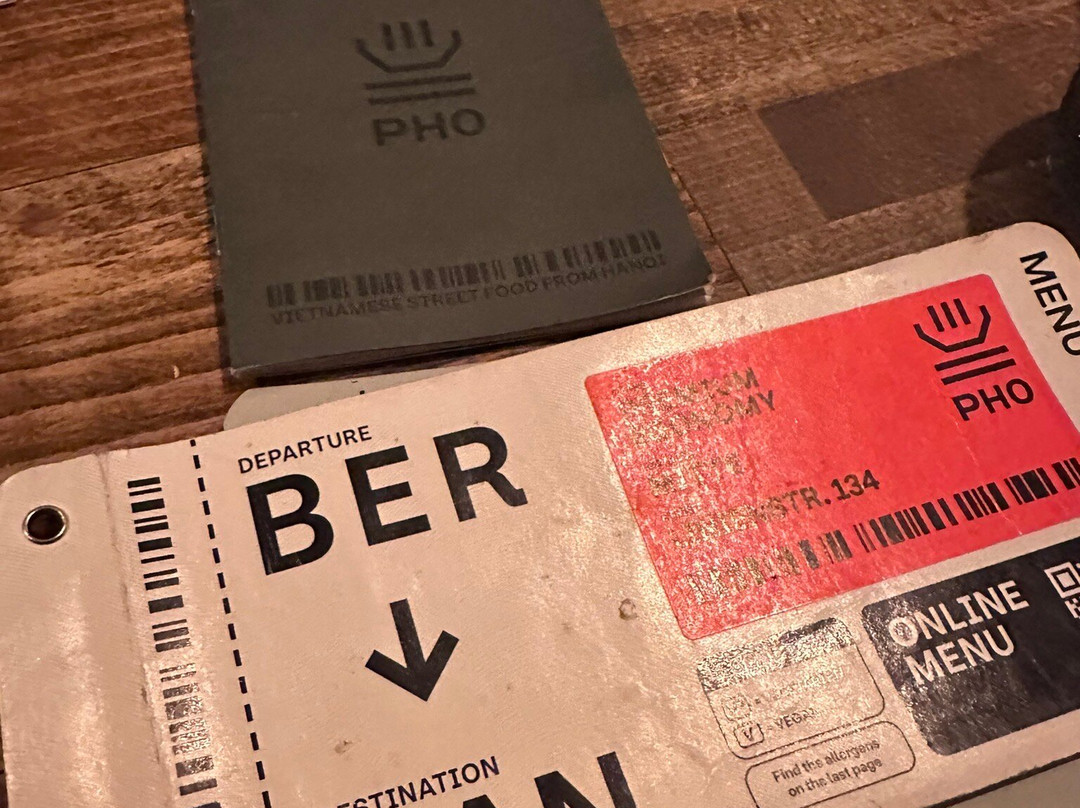 PHO
VIETNAMESE STREET FOOD FROM HANOI
MENU
PHO
134
DEPARTURE
BER
ONLINE
MENU
VEGAN
Find the allergens
on the last page